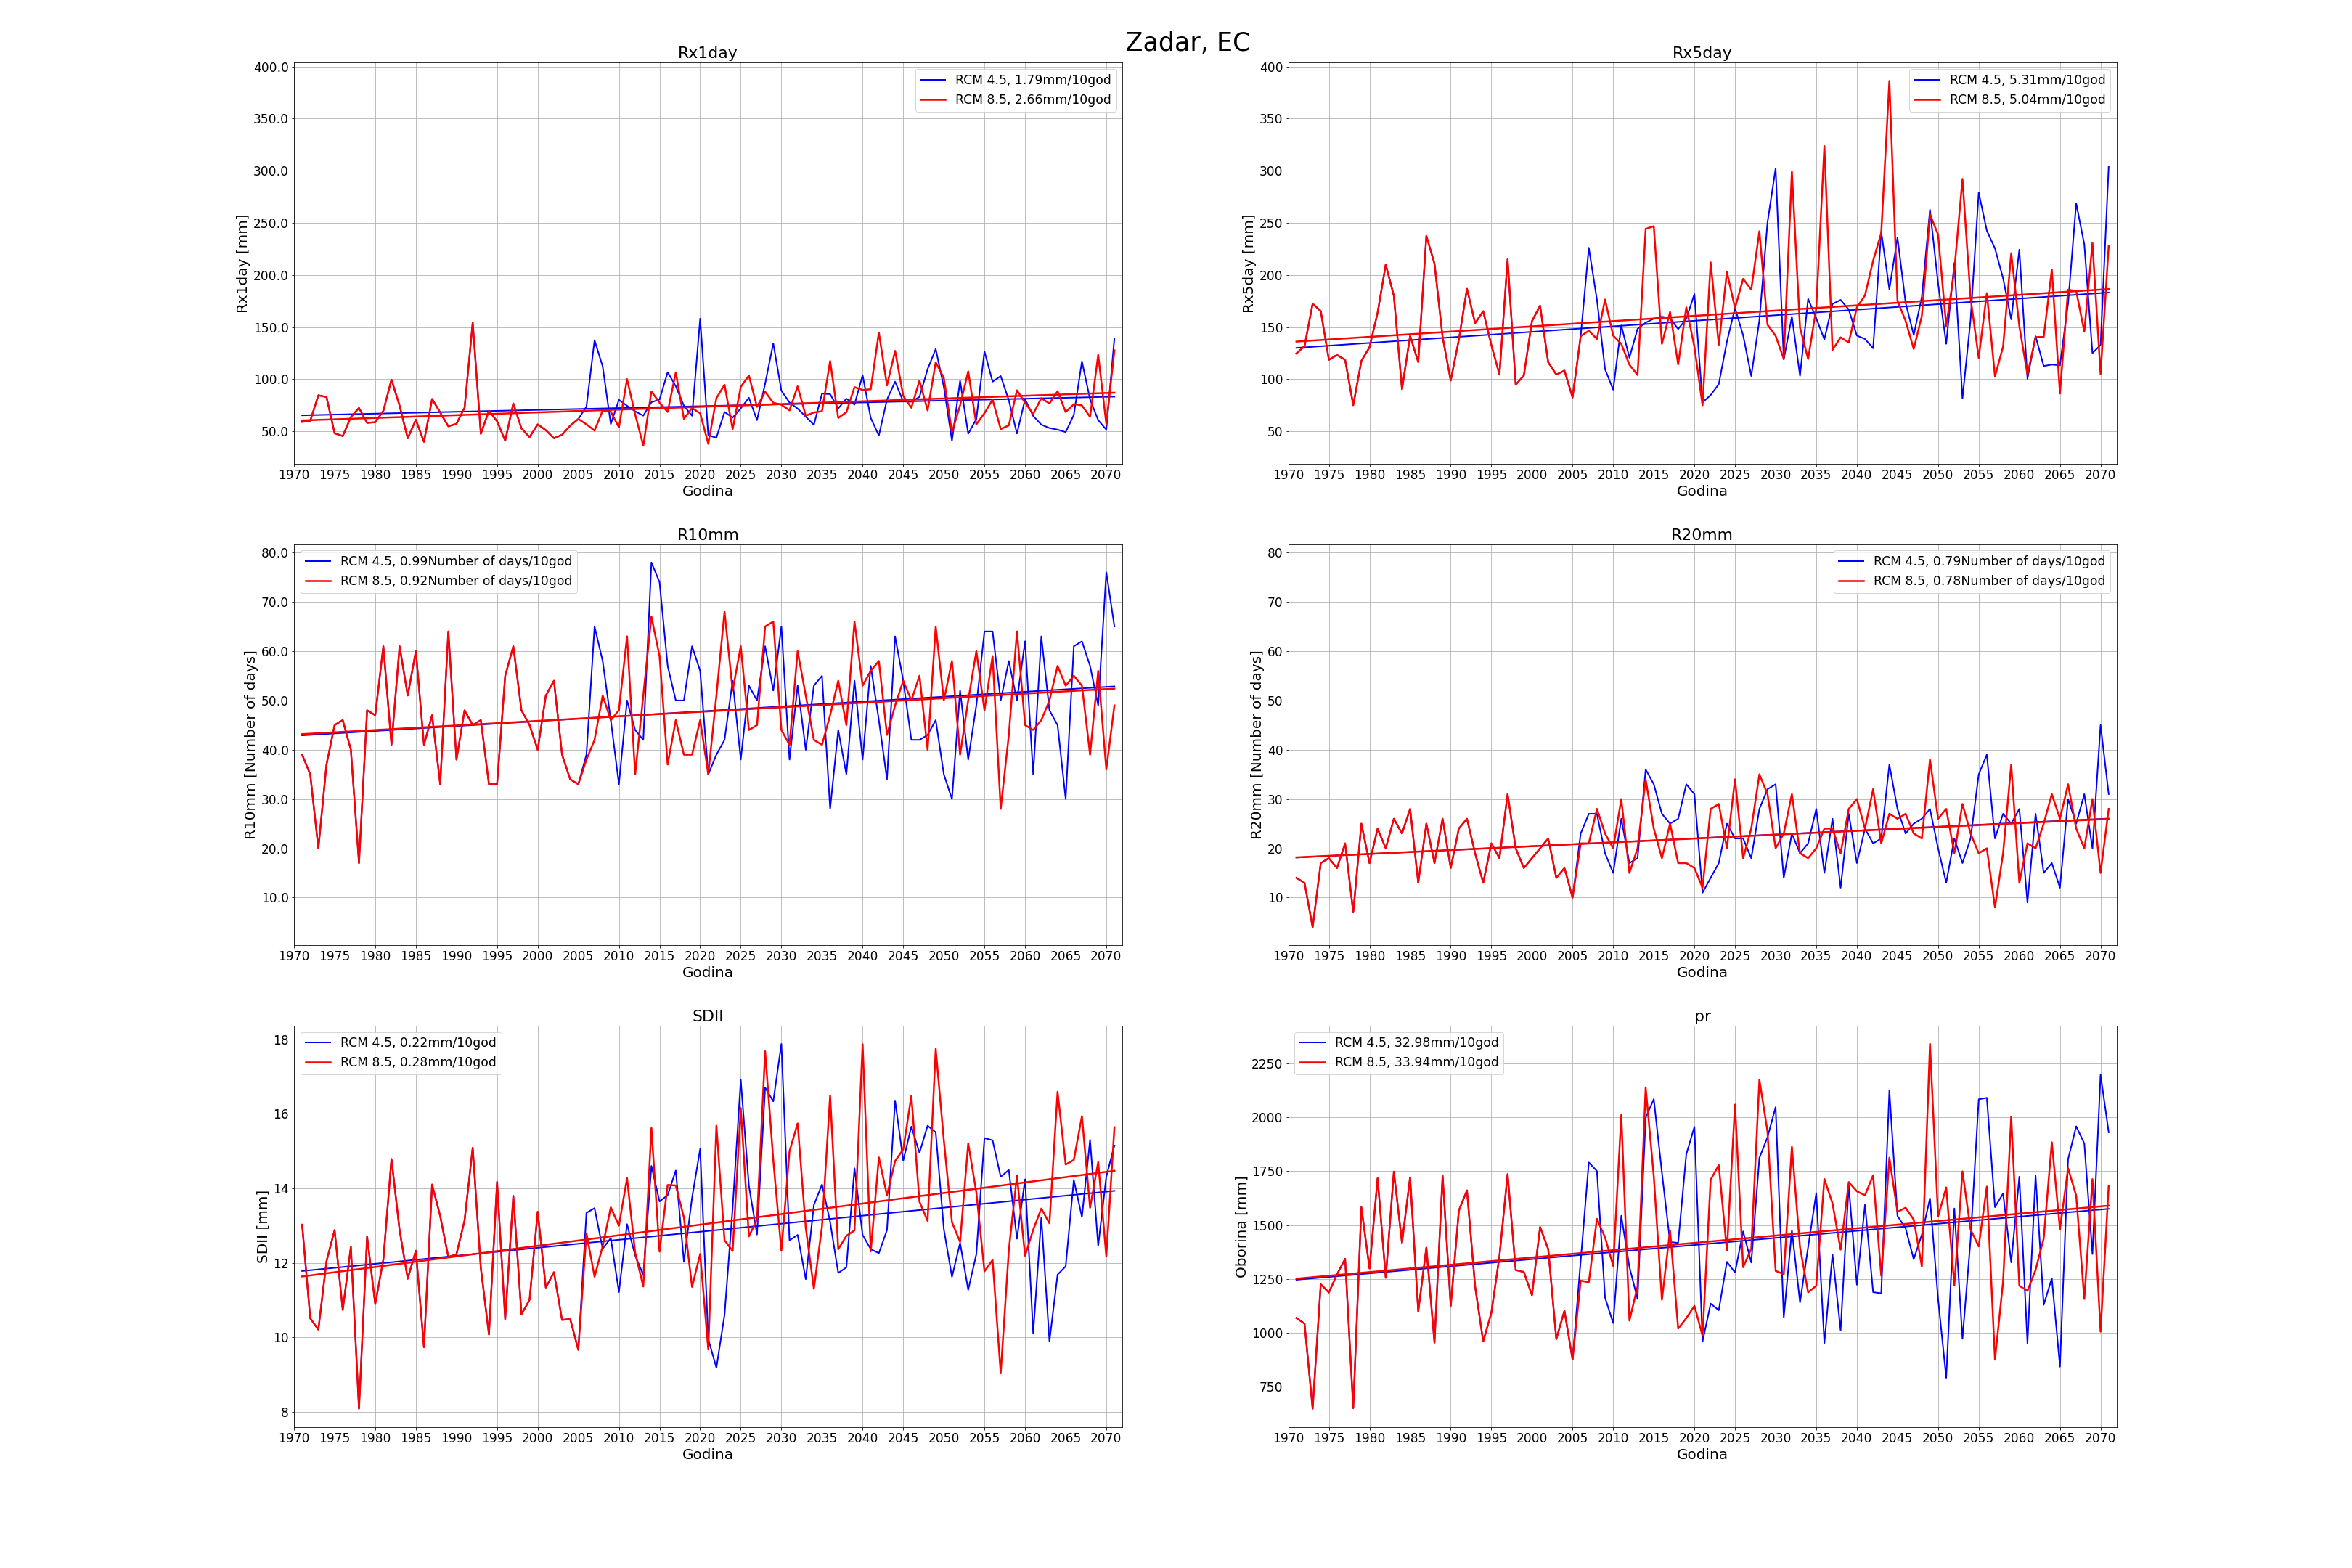 Zadar, EC
Rx1day
400.0
350.0
300.0
250.0
200.0
150.0
100.0
50.0
Rx1day [mm]
RCM 4.5, 1.79mm/10god
RCM 8.5, 2.66mm/10god
1970 1975 1980 1985 1990 1995 2000 2005 2010 2015 2020 2025 2030 2035 2040 2045 2050 2055 2060 2065 2070
Godina
Rx5day
400
350
300
250
200
150
100
50
Rx5day [mm]
RCM 4.5, 5.31mm/10god
RCM 8.5, 5.04mm/10god
1970 1975 1980 1985 1990 1995 2000 2005 2010 2015 2020 2025 2030 2035 2040 2045 2050 2055 2060 2065 2070
Godina
R10mm
80.0
70.0
60.0
50.0
40.0
30.0
20.0
10.0
R10mm [Number of days]
RCM 4.5, 0.99Number of days/10god
RCM 8.5, 0.92Number of days/10god
1970 1975 1980 1985 1990 1995 2000 2005 2010 2015 2020 2025 2030 2035 2040 2045 2050 2055 2060 2065 2070
Godina
R20mm
80
70
60
50
40
30
20
10
R20mm [Number of days]
RCM 4.5, 0.79Number of days/10god
RCM 8.5, 0.78Number of days/10god
1970 1975 1980 1985 1990 1995 2000 2005 2010 2015 2020 2025 2030 2035 2040 2045 2050 2055 2060 2065 2070
Godina
SDII
18
16
14
12
10
8
SDII [mm]
RCM 4.5, 0.22mm/10god
RCM 8.5, 0.28mm/10god
1970 1975 1980 1985 1990 1995 2000 2005 2010 2015 2020 2025 2030 2035 2040 2045 2050 2055 2060 2065 2070
Godina
pr
2250
2000
1750
1500
1250
1000
750
Oborina [mm]
RCM 4.5, 32.98mm/10god
RCM 8.5, 33.94mm/10god
1970 1975 1980 1985 1990 1995 2000 2005 2010 2015 2020 2025 2030 2035 2040 2045 2050 2055 2060 2065 2070
Godina